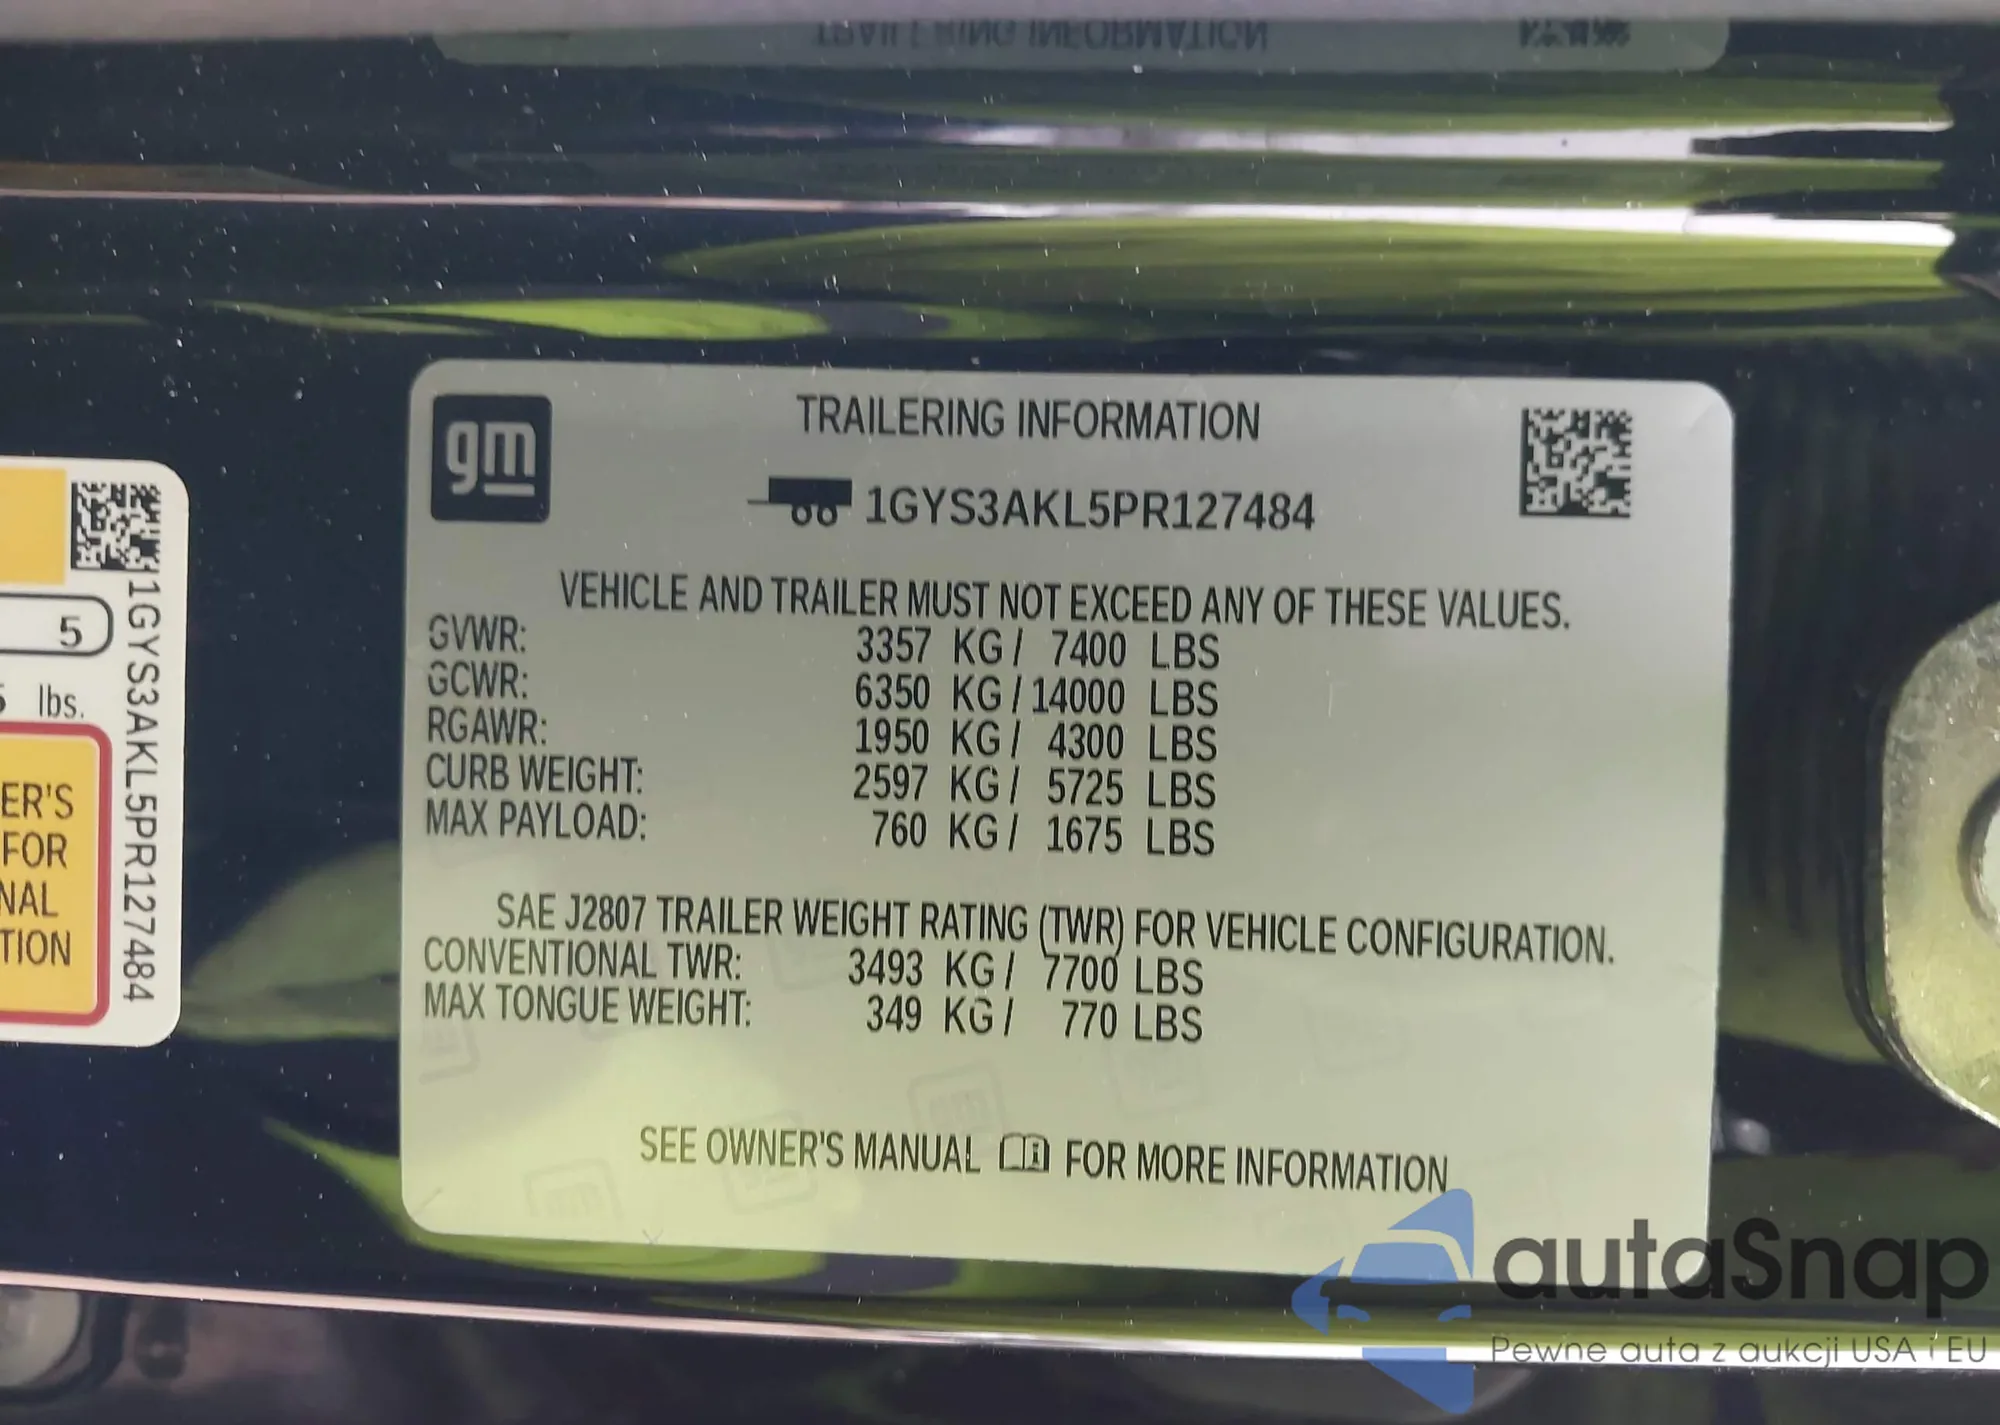 TRAILERING INFORMATION
gm
TRAILERING INFORMATION
1GYS3AKL5PR127484
VEHICLE AND TRAILER MUST NOT EXCEED ANY OF THESE VALUES.
GVWR: 3357 KG / 7400 LBS
GCWR: 6350 KG / 14000 LBS
RGAWR: 1950 KG / 4300 LBS
CURB WEIGHT: 2597 KG / 5725 LBS
MAX PAYLOAD: 760 KG / 1675 LBS
SAE J2807 TRAILER WEIGHT RATING (TWR) FOR VEHICLE CONFIGURATION.
CONVENTIONAL TWR: 3493 KG / 7700 LBS
MAX TONGUE WEIGHT: 349 KG / 770 LBS
SEE OWNER'S MANUAL FOR MORE INFORMATION
5
lbs.
ER'S
FOR
NAL
TION
1GYS3AKL5PR127484
autaSnap
Pewne auta z aukcji USA i EU